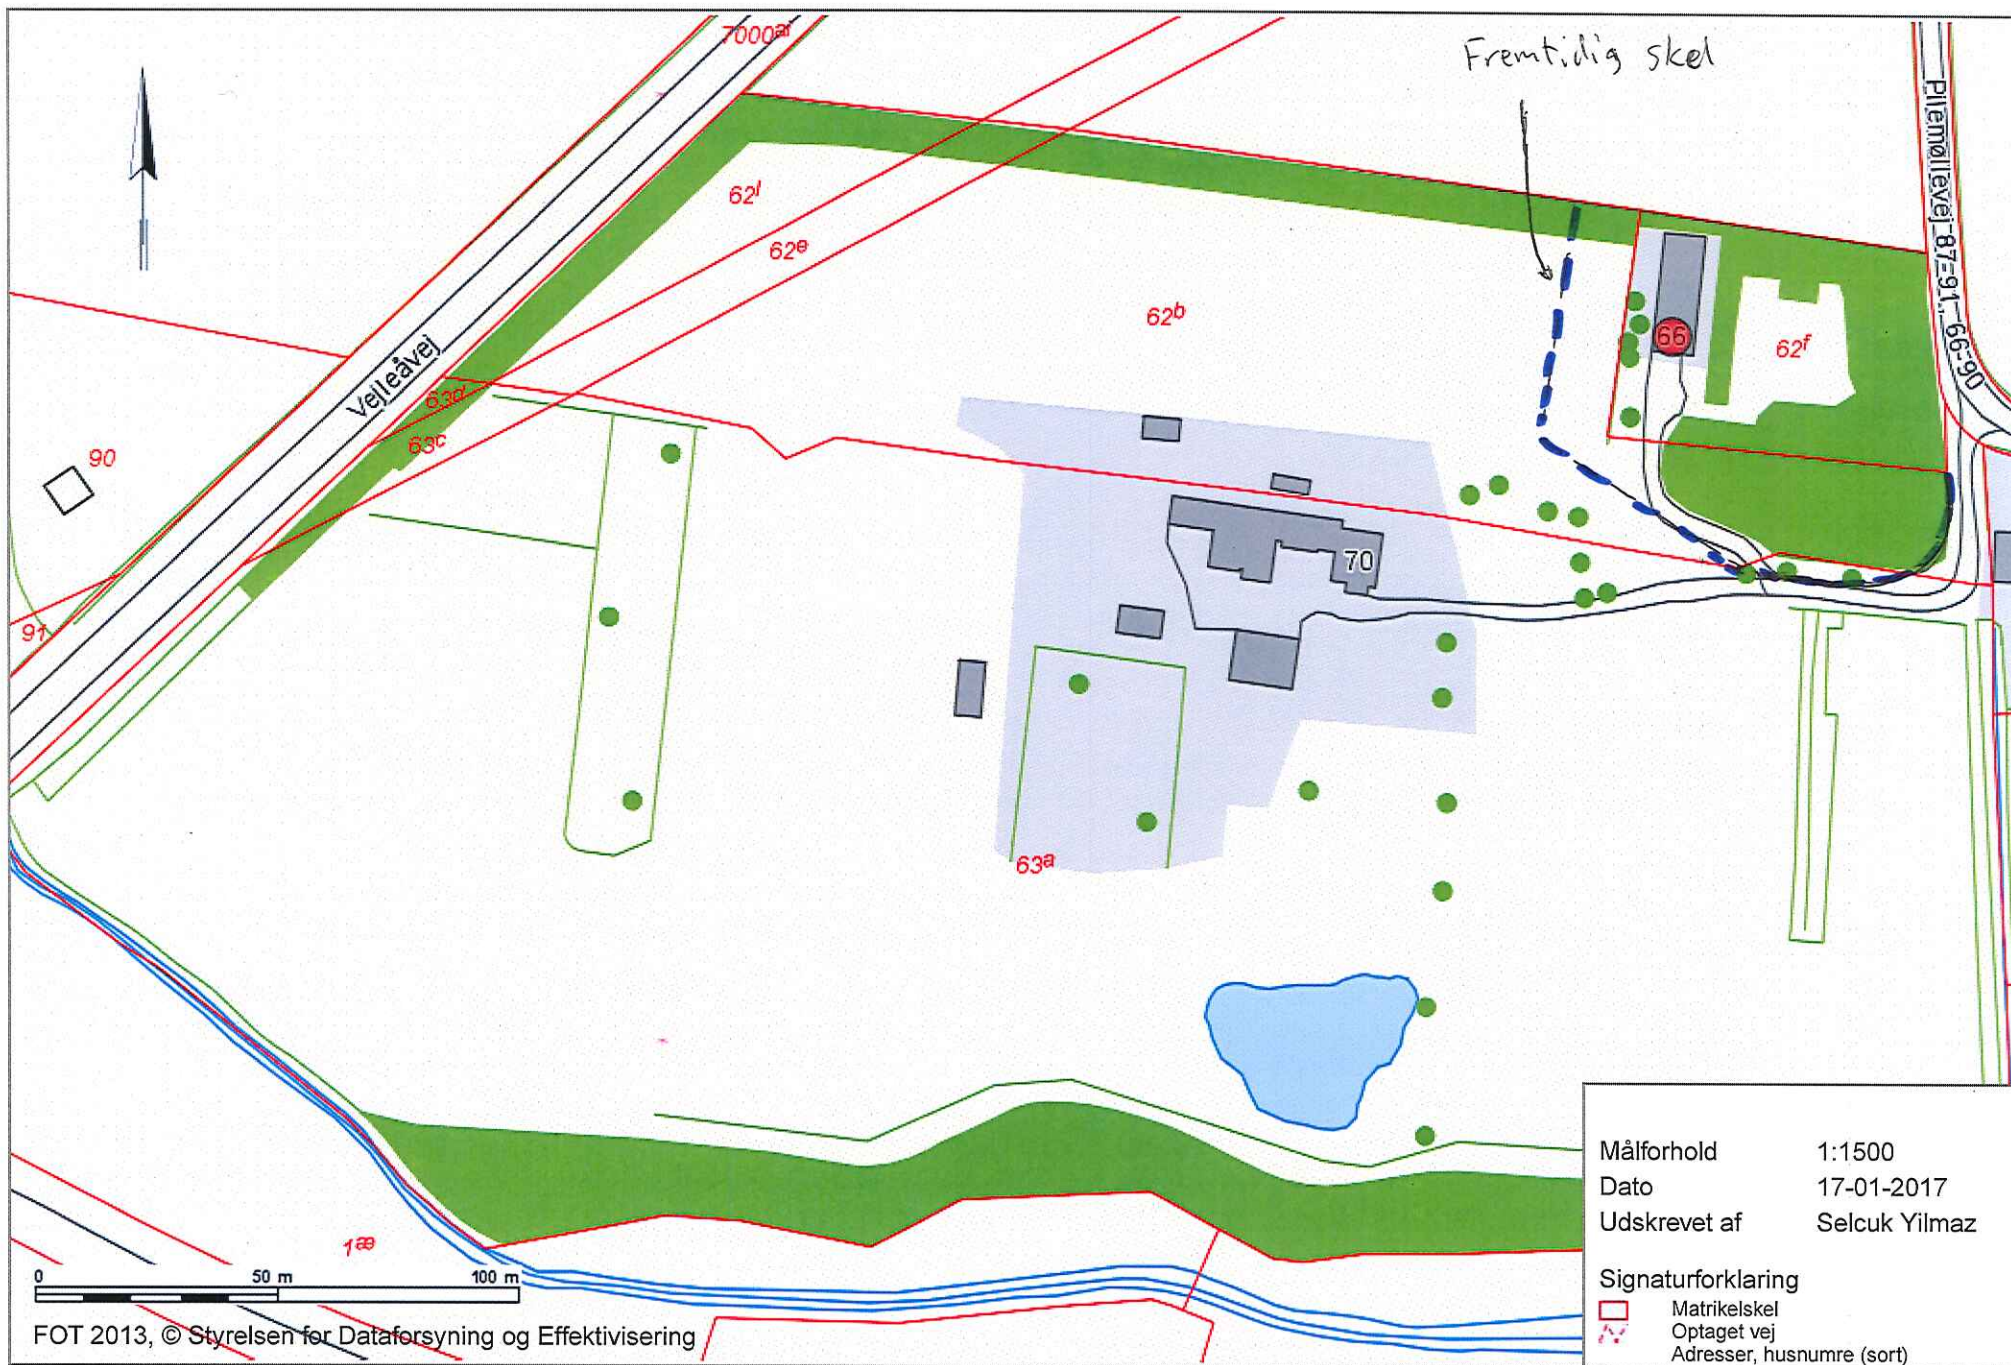 7000ar
Fremtidig skel
Pilemøllevej 87-91, 66-90
62l
62e
62b
66
62f
Vejleåvej
63d
63c
90
70
91
63a
1æ
0 50 m 100 m
FOT 2013, © Styrelsen for Dataforsyning og Effektivisering
Målforhold 1:1500
Dato 17-01-2017
Udskrevet af Selcuk Yilmaz
Signaturforklaring
Matrikelskel
Optaget vej
Adresser, husnumre (sort)